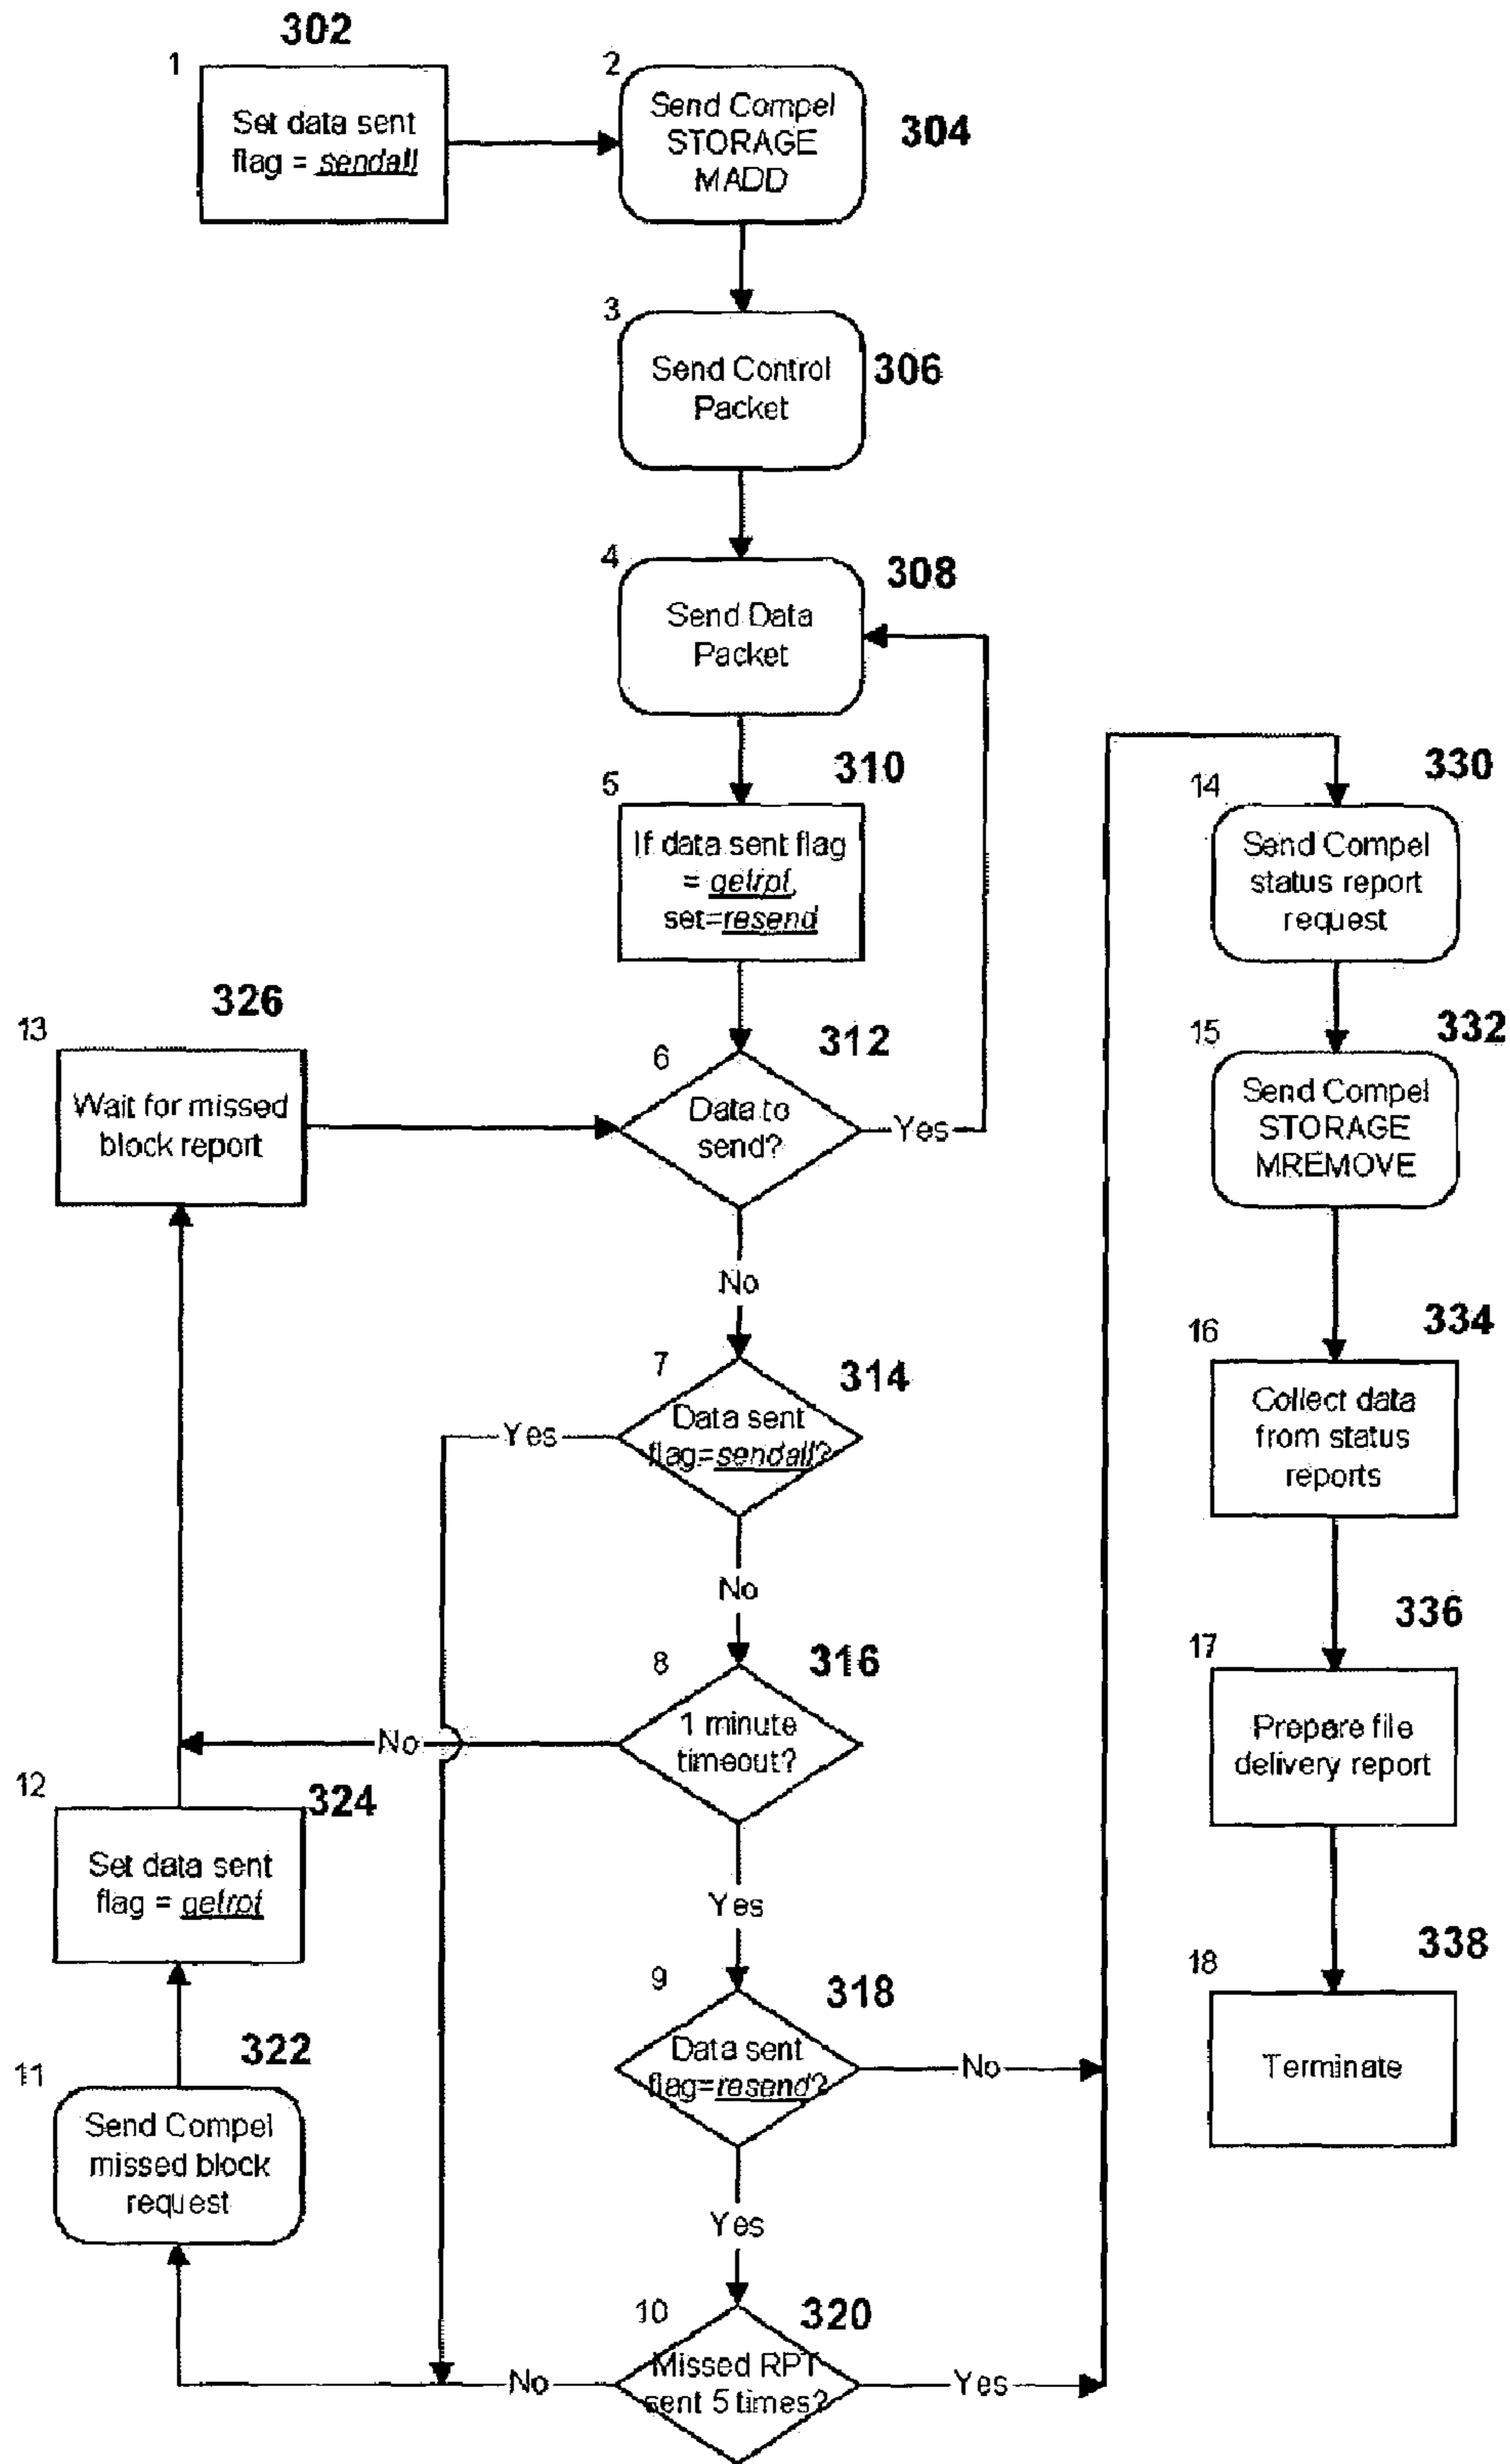 302
1
Set data sent
flag = sendall
2
Send Compel
STORAGE
MADD
304
3
Send Control
Packet
306
4
Send Data
Packet
308
5
310
If data sent flag
= getrpt,
set=resend
6
312
Data to
send?
Yes
No
13
326
Wait for missed
block report
7
314
Data sent
flag=sendall?
Yes
No
8
316
1 minute
timeout?
No
Yes
12
324
Set data sent
flag = getrpt
9
318
Data sent
flag=resend?
No
Yes
11
322
Send Compel
missed block
request
10
320
Missed RPT
sent 5 times?
No
Yes
14
330
Send Compel
status report
request
15
332
Send Compel
STORAGE
MREMOVE
16
334
Collect data
from status
reports
17
336
Prepare file
delivery report
18
338
Terminate